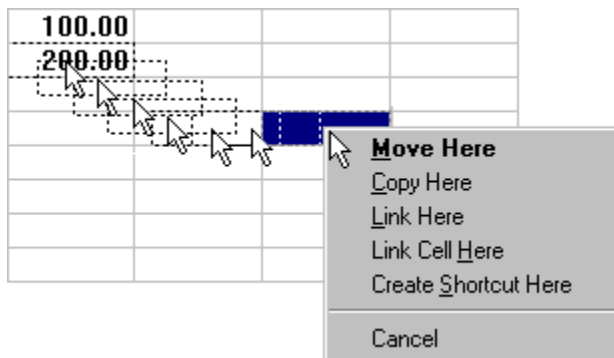 100.00
200.00
Move Here
Copy Here
Link Here
Link Cell Here
Create Shortcut Here
Cancel